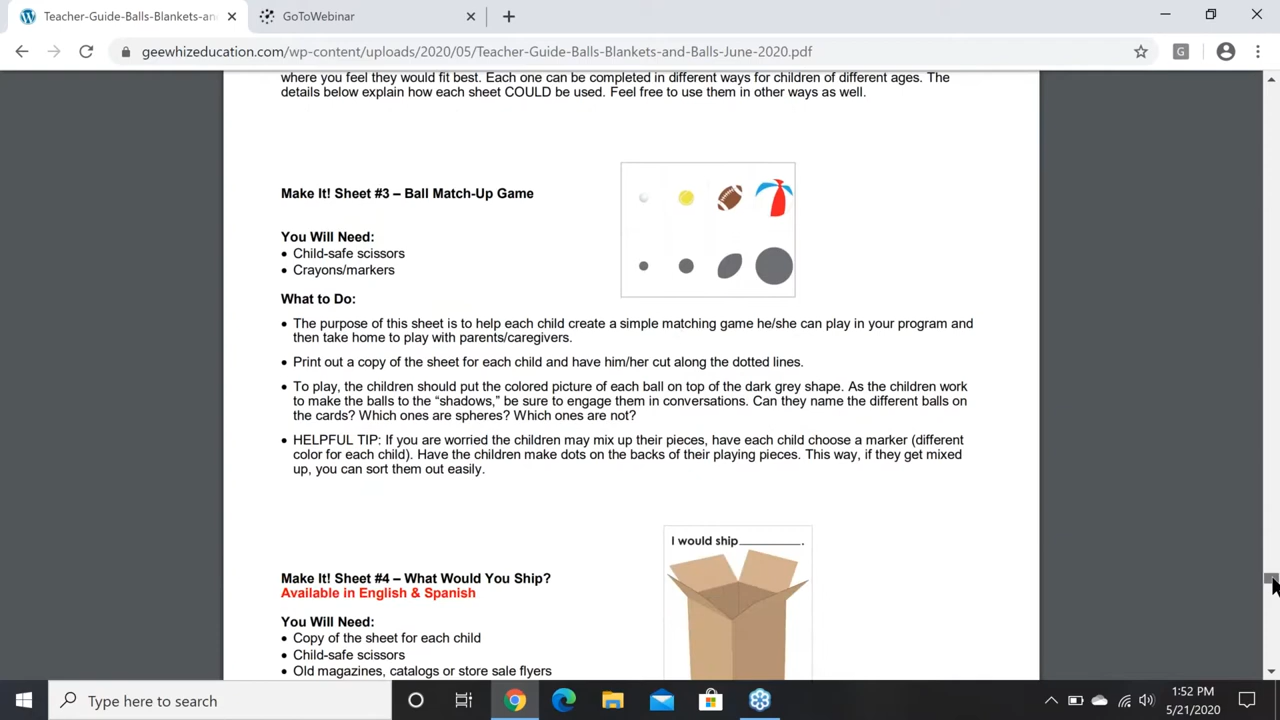 Teacher-Guide-Balls-Blankets-an
GoToWebinar
geewhizeducation.com/wp-content/uploads/2020/05/Teacher-Guide-Balls-Blankets-and-Balls-June-2020.pdf
G
where you feel they would fit best. Each one can be completed in different ways for children of different ages. The
details below explain how each sheet COULD be used. Feel free to use them in other ways as well.
Make It! Sheet #3 – Ball Match-Up Game
You Will Need:
• Child-safe scissors
• Crayons/markers
What to Do:
• The purpose of this sheet is to help each child create a simple matching game he/she can play in your program and
then take home to play with parents/caregivers.
• Print out a copy of the sheet for each child and have him/her cut along the dotted lines.
• To play, the children should put the colored picture of each ball on top of the dark grey shape. As the children work
to make the balls to the “shadows,” be sure to engage them in conversations. Can they name the different balls on
the cards? Which ones are spheres? Which ones are not?
• HELPFUL TIP: If you are worried the children may mix up their pieces, have each child choose a marker (different
color for each child). Have the children make dots on the backs of their playing pieces. This way, if they get mixed
up, you can sort them out easily.
I would ship__________.
Make It! Sheet #4 – What Would You Ship?
Available in English & Spanish
You Will Need:
• Copy of the sheet for each child
• Child-safe scissors
• Old magazines, catalogs or store sale flyers
Type here to search
1:52 PM
5/21/2020